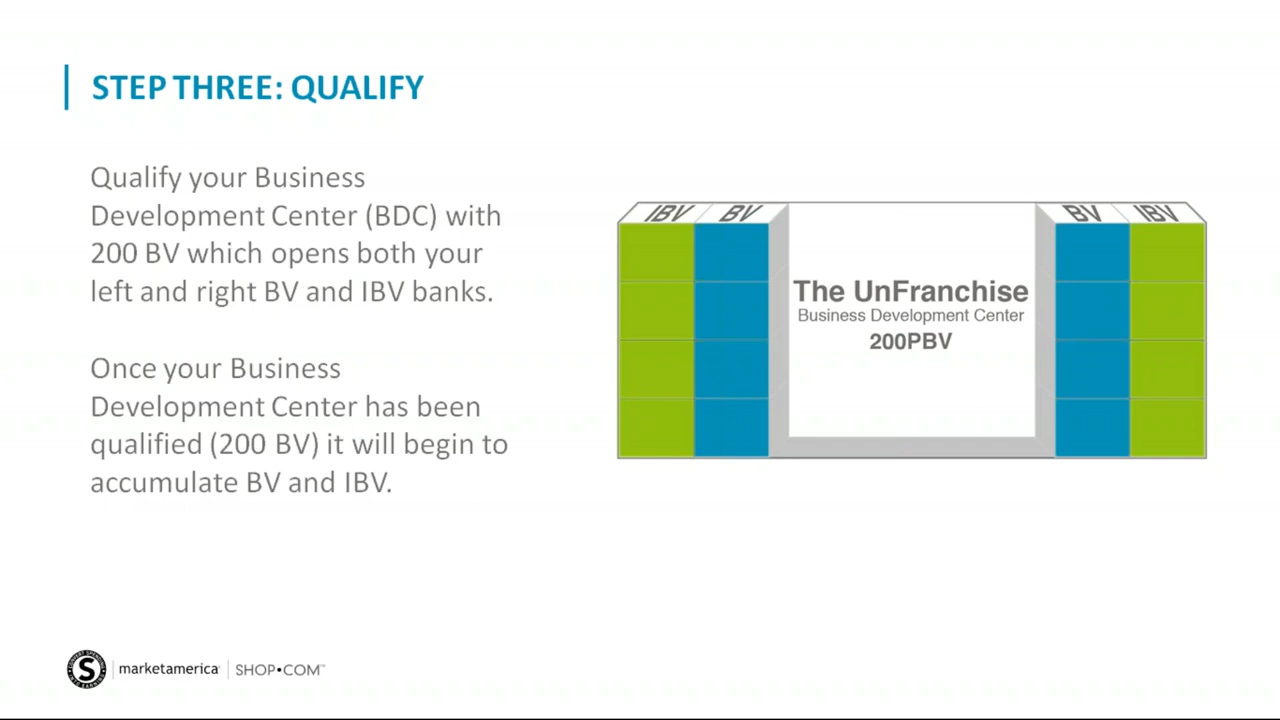 STEP THREE: QUALIFY
Qualify your Business
Development Center (BDC) with
200 BV which opens both your
left and right BV and IBV banks.
Once your Business
Development Center has been
qualified (200 BV) it will begin to
accumulate BV and IBV.
IBV BV BV IBV
The UnFranchise
Business Development Center
200PBV
S marketamerica SHOP•COM™